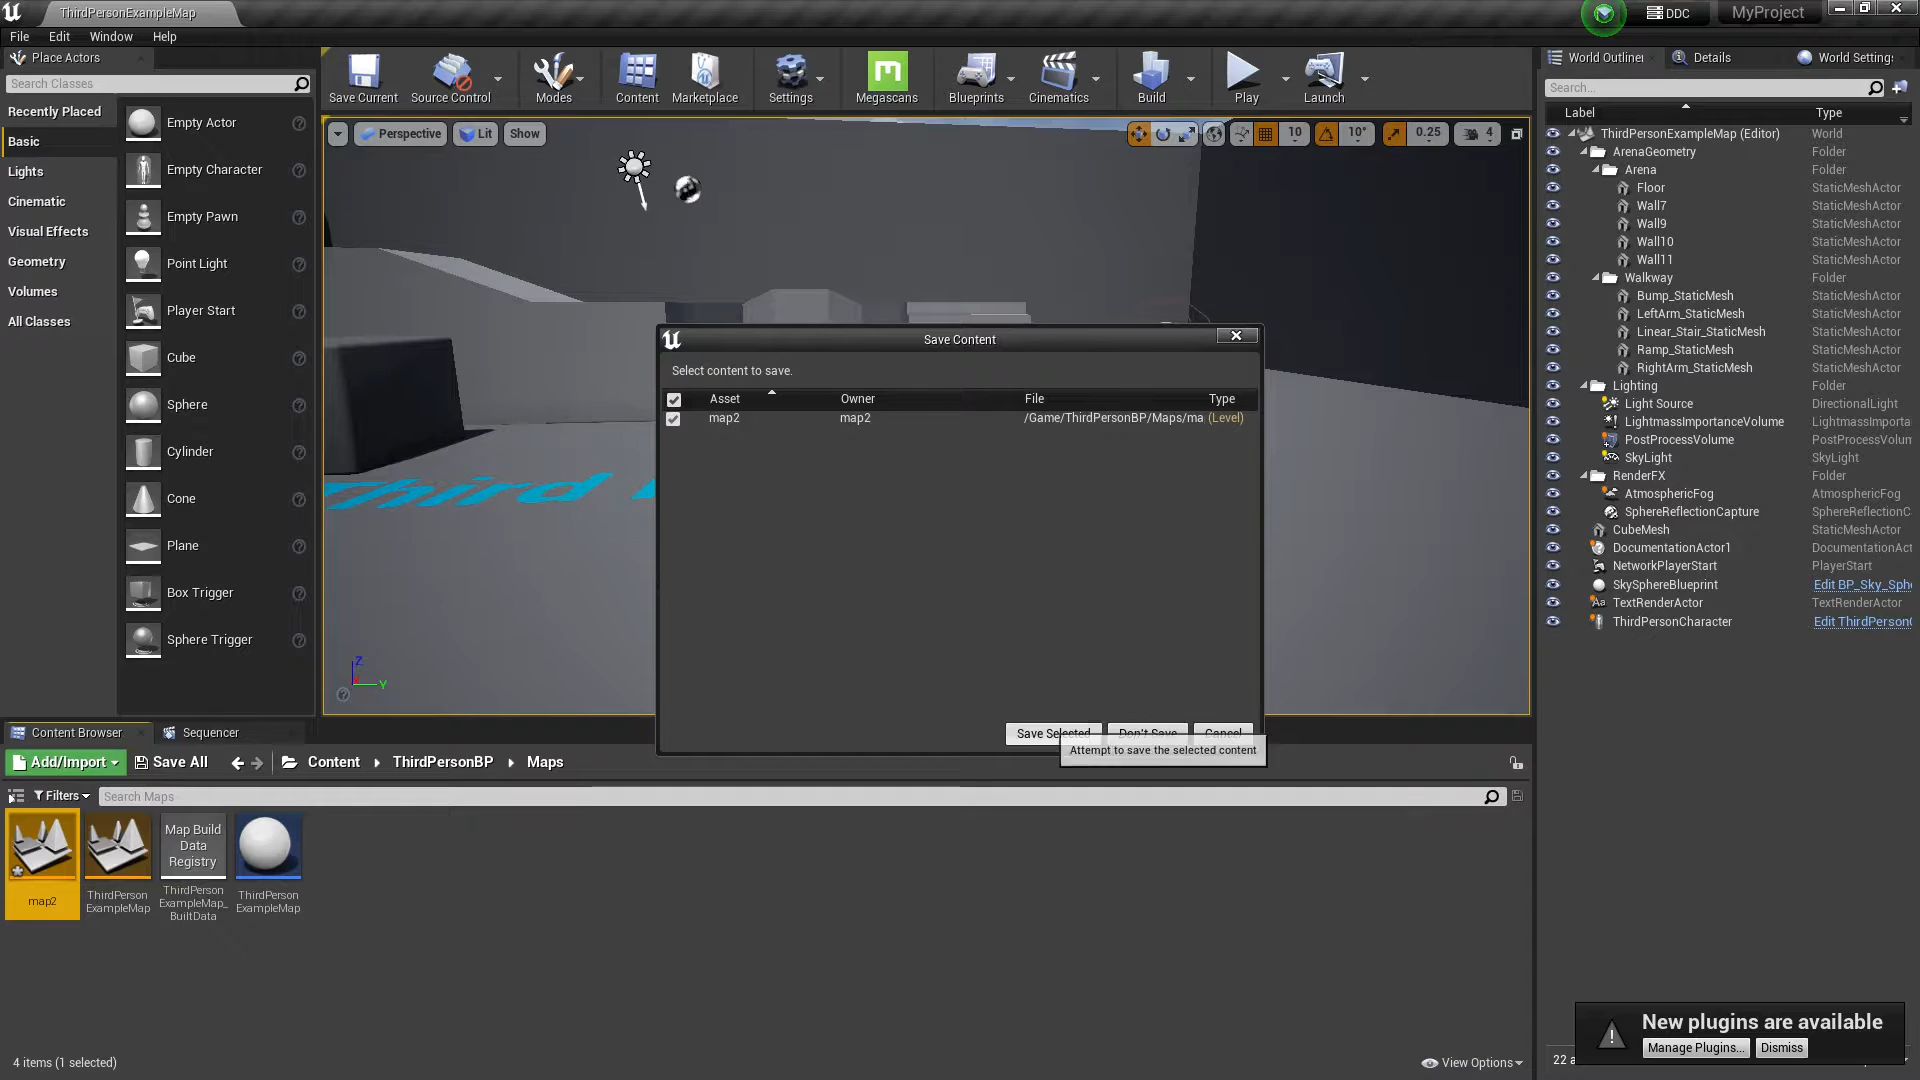 ThirdPersonExampleMap
DDC
MyProject
File Edit Window Help
Place Actors
Search Classes
Recently Placed
Basic
Lights
Cinematic
Visual Effects
Geometry
Volumes
All Classes
Empty Actor
Empty Character
Empty Pawn
Point Light
Player Start
Cube
Sphere
Cylinder
Cone
Plane
Box Trigger
Sphere Trigger
Save Current
Source Control
Modes
Content
Marketplace
Settings
Megascans
Blueprints
Cinematics
Build
Play
Launch
Perspective
Lit
Show
10
10°
0.25
4
Third
Z
Y
Save Content
Select content to save.
Asset Owner File Type
map2 map2 /Game/ThirdPersonBP/Maps/ma (Level)
Save Selected Don't Save Cancel
Attempt to save the selected content
World Outliner
Details
World Settings
Search...
Label Type
ThirdPersonExampleMap (Editor) World
ArenaGeometry Folder
Arena Folder
Floor StaticMeshActor
Wall7 StaticMeshActor
Wall9 StaticMeshActor
Wall10 StaticMeshActor
Wall11 StaticMeshActor
Walkway Folder
Bump_StaticMesh StaticMeshActor
LeftArm_StaticMesh StaticMeshActor
Linear_Stair_StaticMesh StaticMeshActor
Ramp_StaticMesh StaticMeshActor
RightArm_StaticMesh StaticMeshActor
Lighting Folder
Light Source DirectionalLight
LightmassImportanceVolume LightmassImporta
PostProcessVolume PostProcessVolum
SkyLight SkyLight
RenderFX Folder
AtmosphericFog AtmosphericFog
SphereReflectionCapture SphereReflectionC
CubeMesh StaticMeshActor
DocumentationActor1 DocumentationAct
NetworkPlayerStart PlayerStart
SkySphereBlueprint Edit BP_Sky_Sphe
TextRenderActor TextRenderActor
ThirdPersonCharacter Edit ThirdPerson
Content Browser
Sequencer
Add/Import
Save All
Content
ThirdPersonBP
Maps
Filters
Search Maps
map2
ThirdPerson
ExampleMap
Map Build
Data
Registry
ThirdPerson
ExampleMap_
BuiltData
ThirdPerson
ExampleMap
4 items (1 selected)
View Options
22 a
New plugins are available
Manage Plugins...
Dismiss